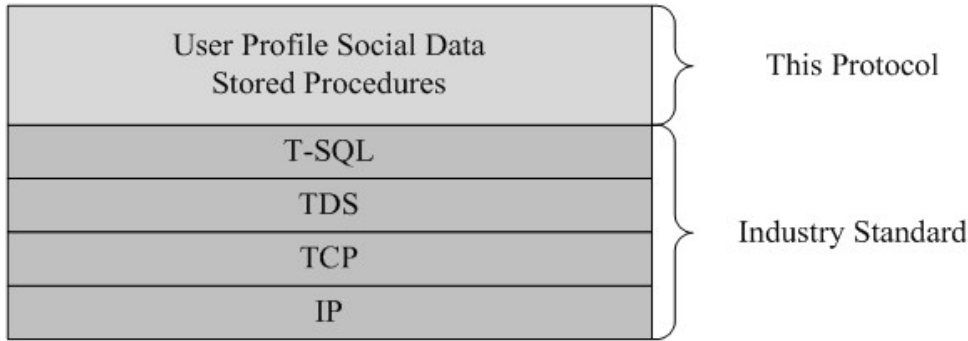 User Profile Social Data
Stored Procedures
This Protocol
T-SQL
TDS
TCP
IP
Industry Standard